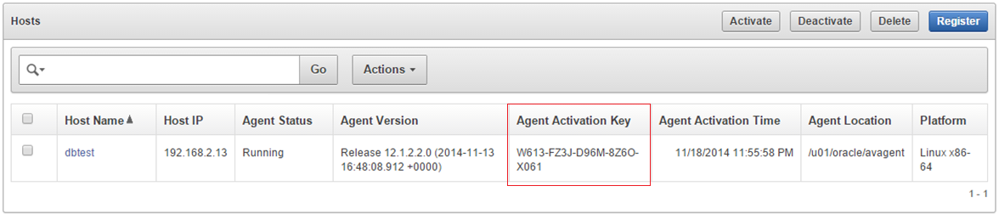 Hosts Activate Deactivate Delete Register
Go Actions
Host Name Host IP Agent Status Agent Version Agent Activation Key Agent Activation Time Agent Location Platform
dbtest 192.168.2.13 Running Release 12.1.2.2.0 (2014-11-13 W613-FZ3J-D96M-8Z6O- 11/18/2014 11:55:58 PM /u01/oracle/avagent Linux x86-
16:48:08.912 +0000) X061 64
1 - 1